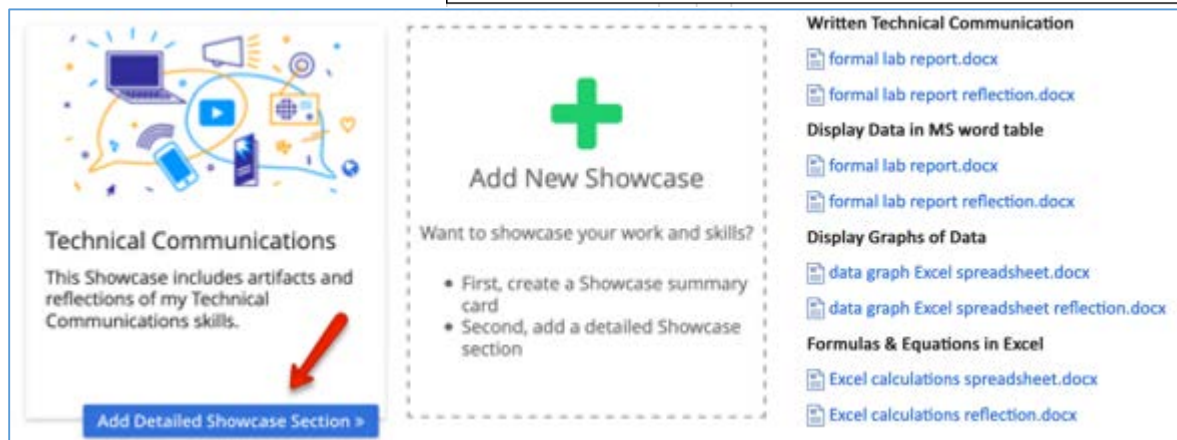 Technical Communications
This Showcase includes artifacts and
reflections of my Technical
Communications skills.
Add Detailed Showcase Section »
Add New Showcase
Want to showcase your work and skills?
• First, create a Showcase summary
card
• Second, add a detailed Showcase
section
Written Technical Communication
formal lab report.docx
formal lab report reflection.docx
Display Data in MS word table
formal lab report.docx
formal lab report reflection.docx
Display Graphs of Data
data graph Excel spreadsheet.docx
data graph Excel spreadsheet reflection.docx
Formulas & Equations in Excel
Excel calculations spreadsheet.docx
Excel calculations reflection.docx